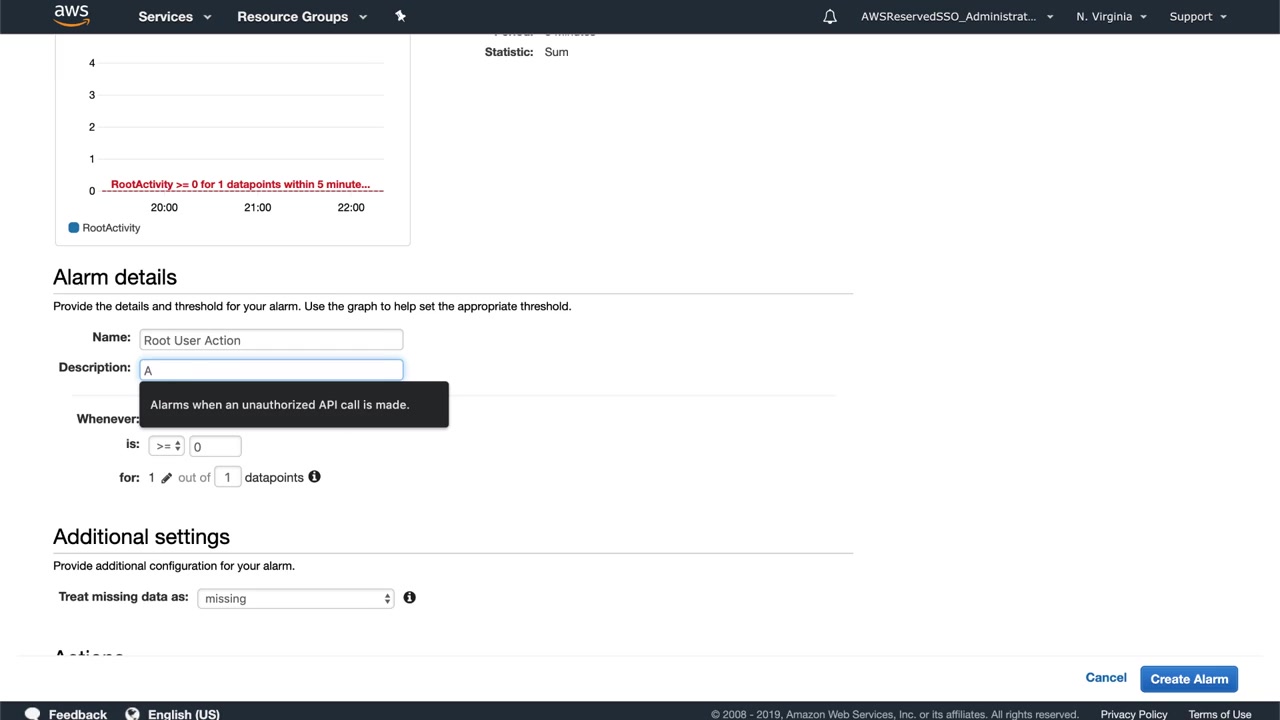 aws Services Resource Groups AWSReservedSSO_Administrat... N. Virginia Support
Statistic: Sum
4
3
2
1
0
RootActivity >= 0 for 1 datapoints within 5 minute...
20:00 21:00 22:00
RootActivity
Alarm details
Provide the details and threshold for your alarm. Use the graph to help set the appropriate threshold.
Name: Root User Action
Description: A
Alarms when an unauthorized API call is made.
Whenever:
is: >= 0
for: 1 out of 1 datapoints
Additional settings
Provide additional configuration for your alarm.
Treat missing data as: missing
Actions
Cancel Create Alarm
Feedback English (US) © 2008 - 2019, Amazon Web Services, Inc. or its affiliates. All rights reserved. Privacy Policy Terms of Use